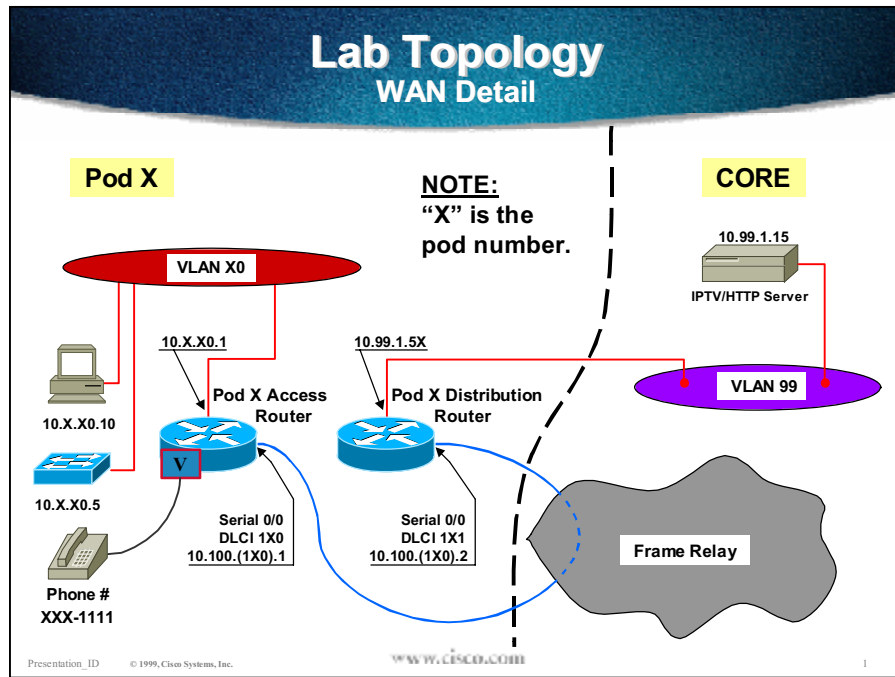 Lab Topology
WAN Detail
Pod X
NOTE:
“X” is the
pod number.
CORE
10.99.1.15
IPTV/HTTP Server
VLAN X0
10.X.X0.1
10.99.1.5X
VLAN 99
Pod X Access
Router
Pod X Distribution
Router
10.X.X0.10
V
10.X.X0.5
Serial 0/0
DLCI 1X0
10.100.(1X0).1
Serial 0/0
DLCI 1X1
10.100.(1X0).2
Frame Relay
Phone #
XXX-1111
Presentation_ID
© 1999, Cisco Systems, Inc.
www.cisco.com
1